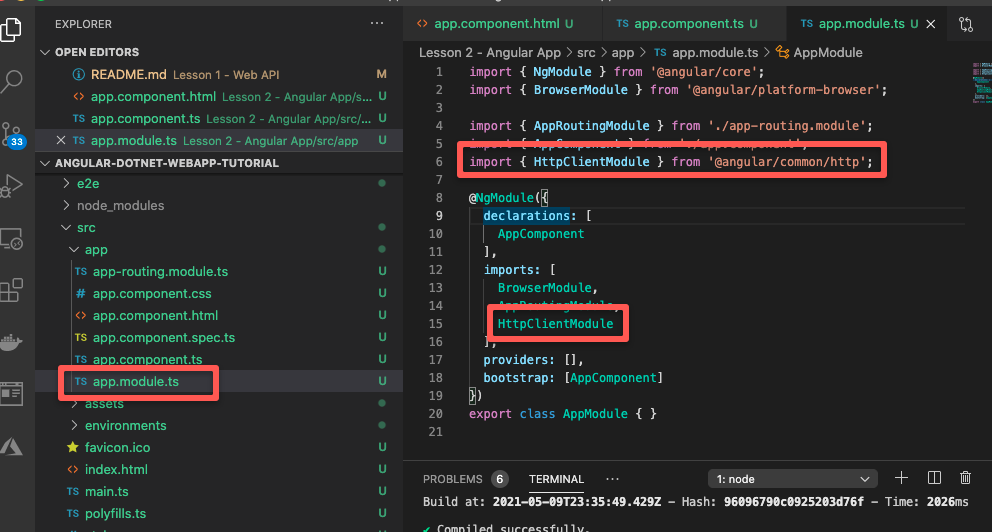 EXPLORER
OPEN EDITORS
README.md Lesson 1 - Web API M
app.component.html Lesson 2 - Angular App/s... U
app.component.ts Lesson 2 - Angular App/src... U
app.module.ts Lesson 2 - Angular App/src/app U
33
ANGULAR-DOTNET-WEBAPP-TUTORIAL
e2e
node_modules
src
app
TS app-routing.module.ts U
# app.component.css U
<> app.component.html U
TS app.component.spec.ts U
TS app.component.ts U
TS app.module.ts U
assets
environments
favicon.ico U
<> index.html U
TS main.ts U
TS polyfills.ts U
<> app.component.html U
TS app.component.ts U
TS app.module.ts U
Lesson 2 - Angular App > src > app > TS app.module.ts > AppModule
1 import { NgModule } from '@angular/core';
2 import { BrowserModule } from '@angular/platform-browser';
3
4 import { AppRoutingModule } from './app-routing.module';
5 import { AppComponent } from './app.component';
6 import { HttpClientModule } from '@angular/common/http';
7
8 @NgModule({
9 declarations: [
10 AppComponent
11 ],
12 imports: [
13 BrowserModule,
14 AppRoutingModule,
15 HttpClientModule
16 ],
17 providers: [],
18 bootstrap: [AppComponent]
19 })
20 export class AppModule { }
21
PROBLEMS 6 TERMINAL ... 1: node
Build at: 2021-05-09T23:35:49.429Z - Hash: 96096790c0925203d76f - Time: 2026ms
✔ Compiled successfully.